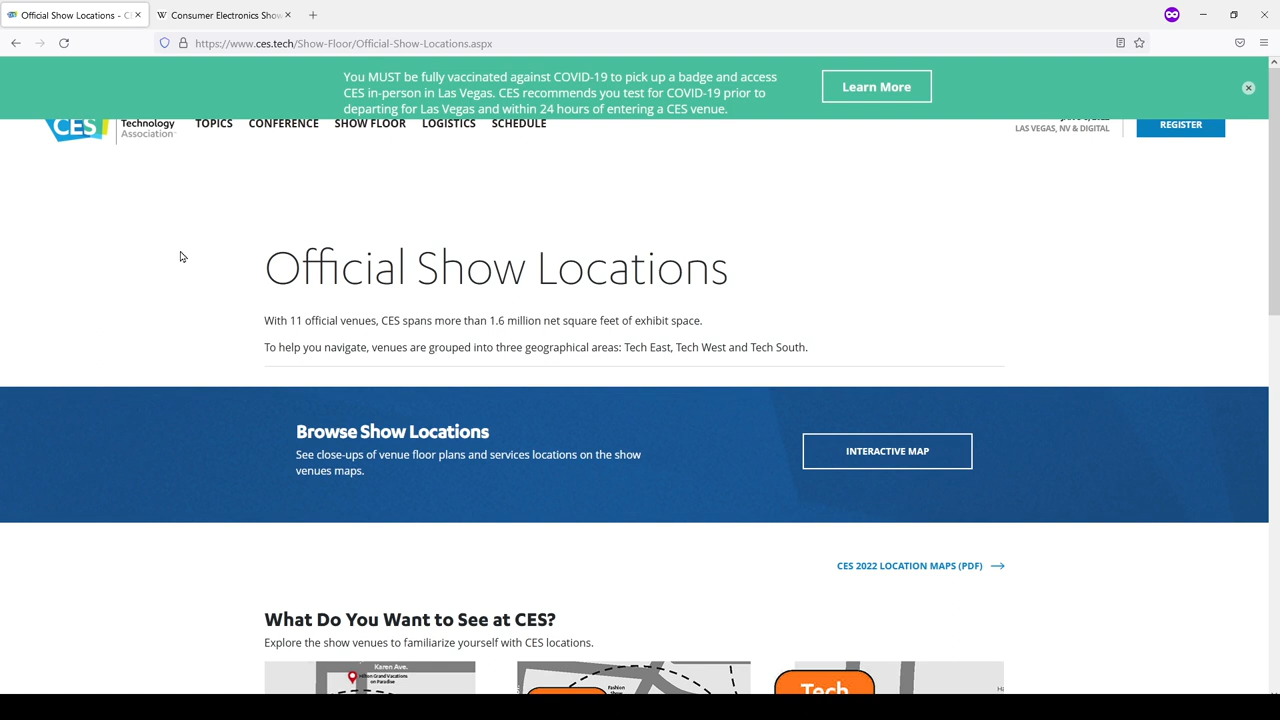 Official Show Locations - C
Consumer Electronics Show
https://www.ces.tech/Show-Floor/Official-Show-Locations.aspx
You MUST be fully vaccinated against COVID-19 to pick up a badge and access
CES in-person in Las Vegas. CES recommends you test for COVID-19 prior to
departing for Las Vegas and within 24 hours of entering a CES venue.
Learn More
CES
Technology
Association
TOPICS
CONFERENCE
SHOW FLOOR
LOGISTICS
SCHEDULE
LAS VEGAS, NV & DIGITAL
REGISTER
Official Show Locations
With 11 official venues, CES spans more than 1.6 million net square feet of exhibit space.
To help you navigate, venues are grouped into three geographical areas: Tech East, Tech West and Tech South.
Browse Show Locations
See close-ups of venue floor plans and services locations on the show
venues maps.
INTERACTIVE MAP
CES 2022 LOCATION MAPS (PDF)
What Do You Want to See at CES?
Explore the show venues to familiarize yourself with CES locations.
Karen Ave.
Hilton Grand Vacations
on Paradise
Fashion
Show
Tech